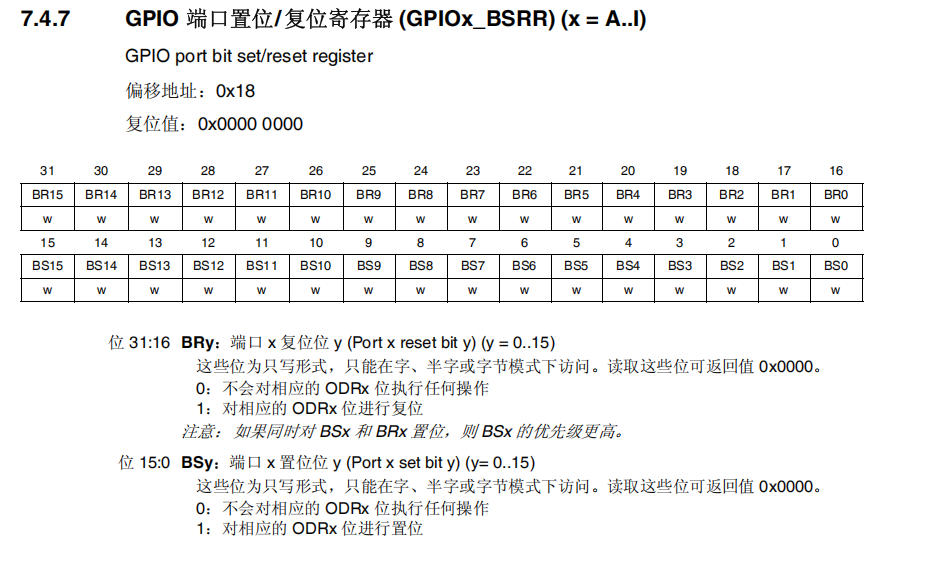 7.4.7 GPIO 端口置位/复位寄存器 (GPIOx_BSRR) (x = A..I)
GPIO port bit set/reset register
偏移地址：0x18
复位值：0x0000 0000
31 30 29 28 27 26 25 24 23 22 21 20 19 18 17 16
BR15 BR14 BR13 BR12 BR11 BR10 BR9 BR8 BR7 BR6 BR5 BR4 BR3 BR2 BR1 BR0
w w w w w w w w w w w w w w w w
15 14 13 12 11 10 9 8 7 6 5 4 3 2 1 0
BS15 BS14 BS13 BS12 BS11 BS10 BS9 BS8 BS7 BS6 BS5 BS4 BS3 BS2 BS1 BS0
w w w w w w w w w w w w w w w w
位 31:16 BRy：端口 x 复位位 y (Port x reset bit y) (y = 0..15)
这些位为只写形式，只能在字、半字或字节模式下访问。读取这些位可返回值 0x0000。
0：不会对相应的 ODRx 位执行任何操作
1：对相应的 ODRx 位进行复位
注意：如果同时对 BSx 和 BRx 置位，则 BSx 的优先级更高。
位 15:0 BSy：端口 x 置位位 y (Port x set bit y) (y= 0..15)
这些位为只写形式，只能在字、半字或字节模式下访问。读取这些位可返回值 0x0000。
0：不会对相应的 ODRx 位执行任何操作
1：对相应的 ODRx 位进行置位